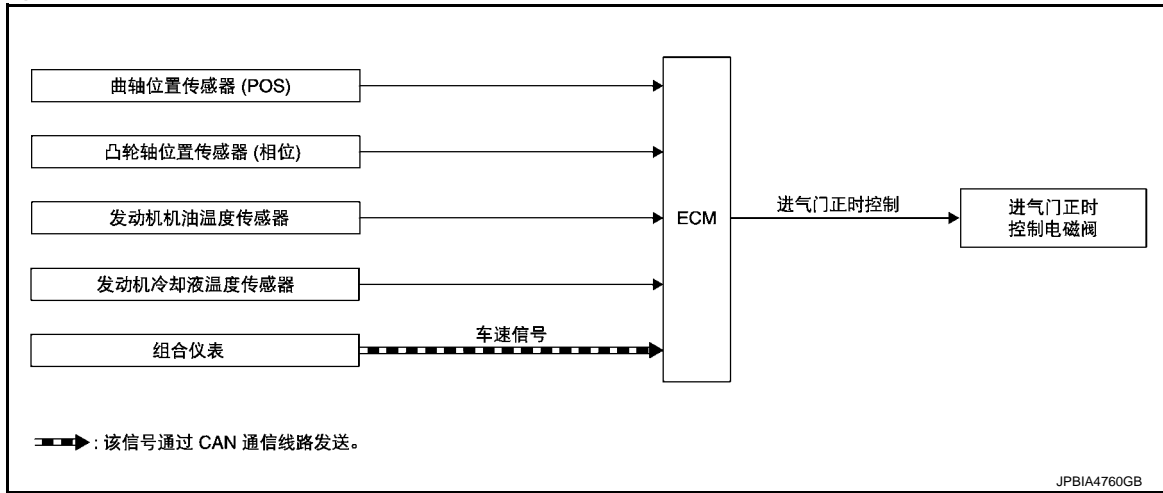 曲轴位置传感器 (POS)
凸轮轴位置传感器 (相位)
发动机机油温度传感器
发动机冷却液温度传感器
组合仪表
车速信号
ECM
进气门正时控制
进气门正时
控制电磁阀
: 该信号通过 CAN 通信线路发送。
JPBIA4760GB